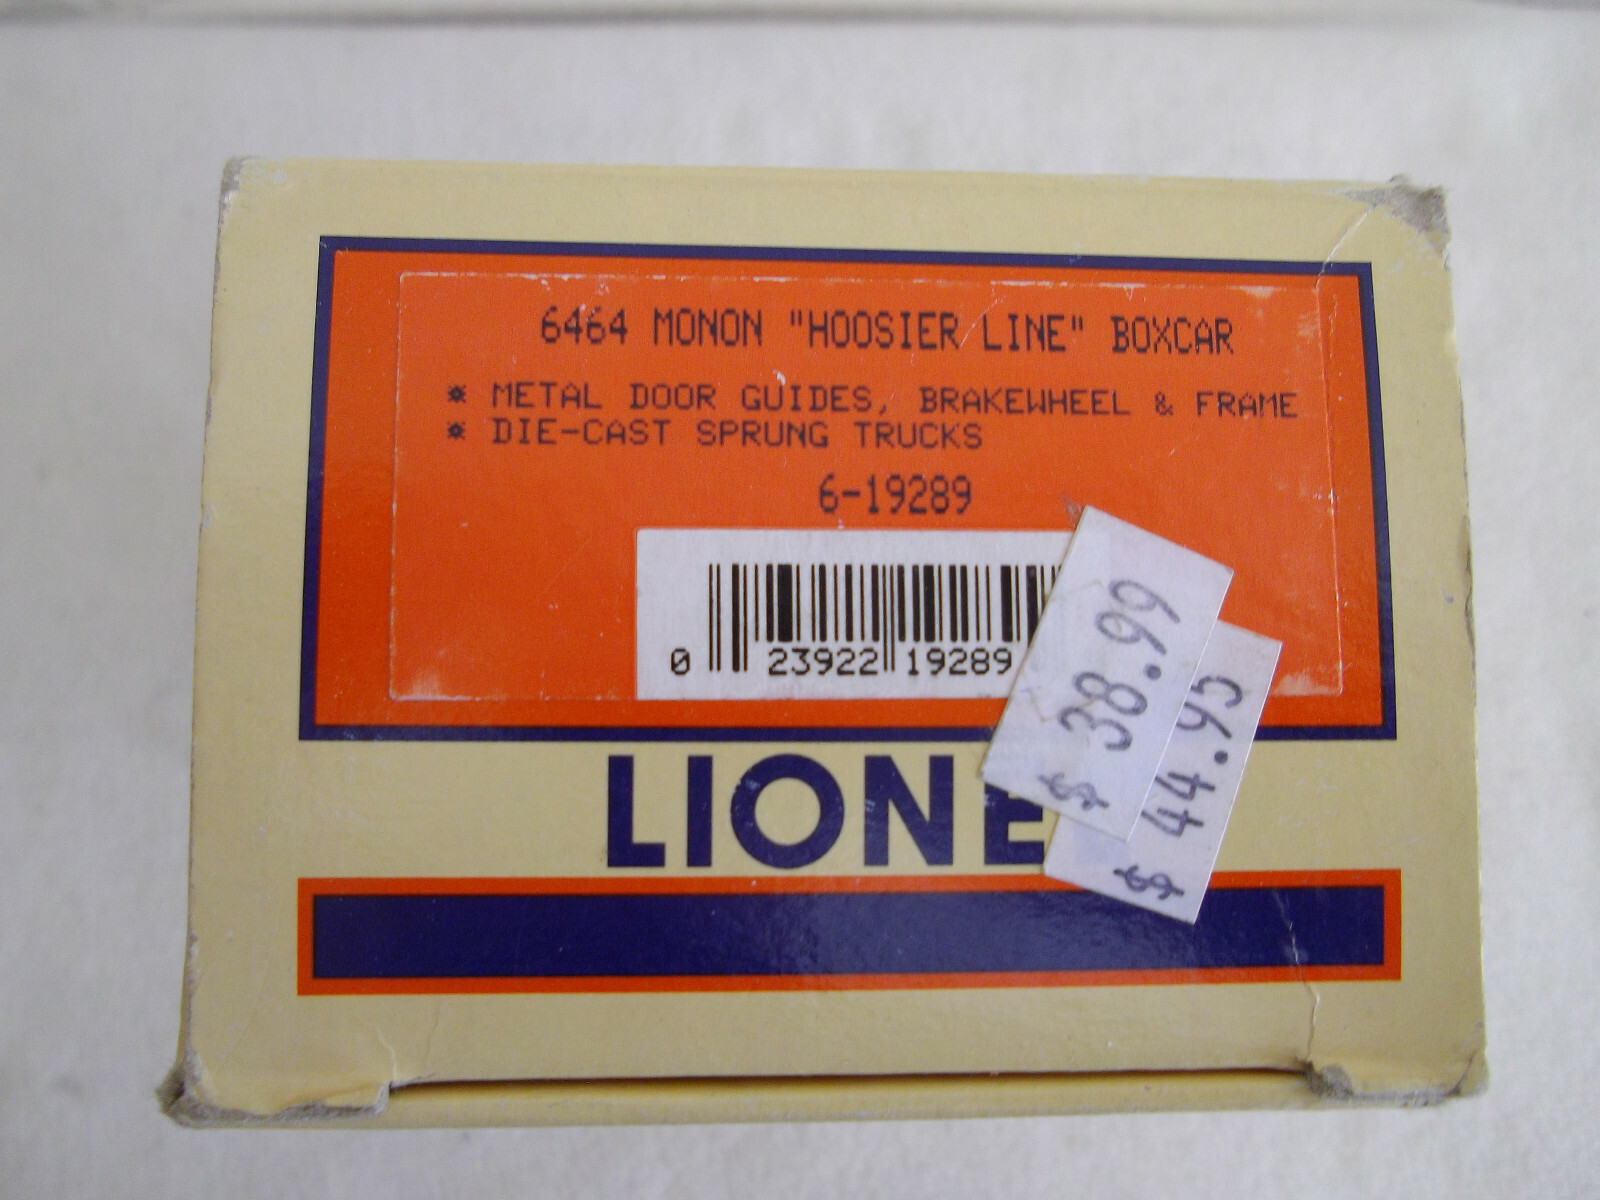 6464 MONON "HOOSIER LINE" BOXCAR
* METAL DOOR GUIDES, BRAKEWHEEL & FRAME
* DIE-CAST SPRUNG TRUCKS
6-19289
0 23922 19289
$ 38.99
$ 44.95
LIONE